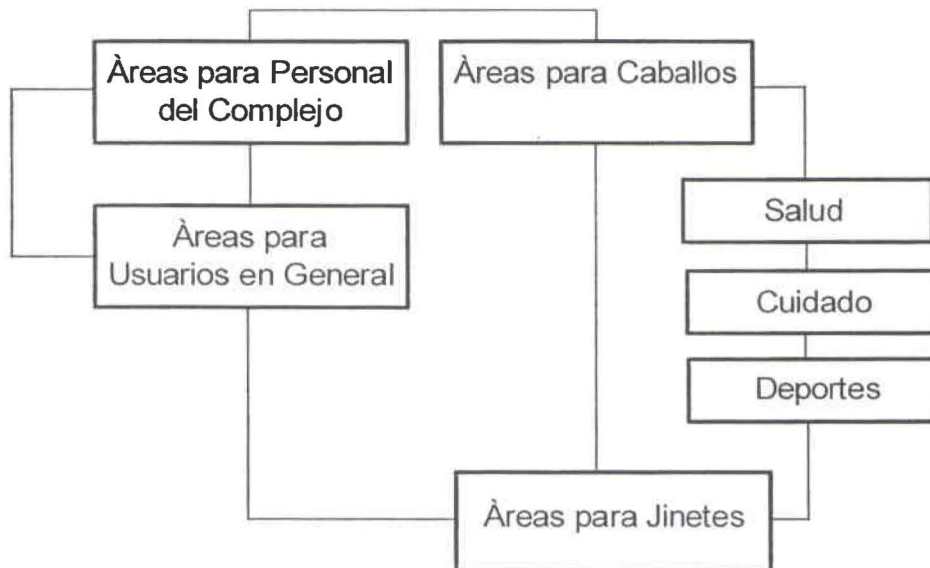 Àreas para Personal
del Complejo
Àreas para Caballos
Salud
Àreas para
Usuarios en General
Cuidado
Deportes
Àreas para Jinetes